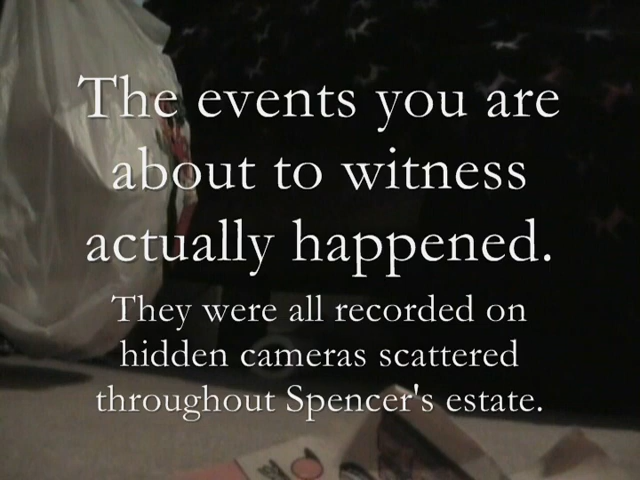 The events you are
about to witness
actually happened.
They were all recorded on
hidden cameras scattered
throughout Spencer's estate.